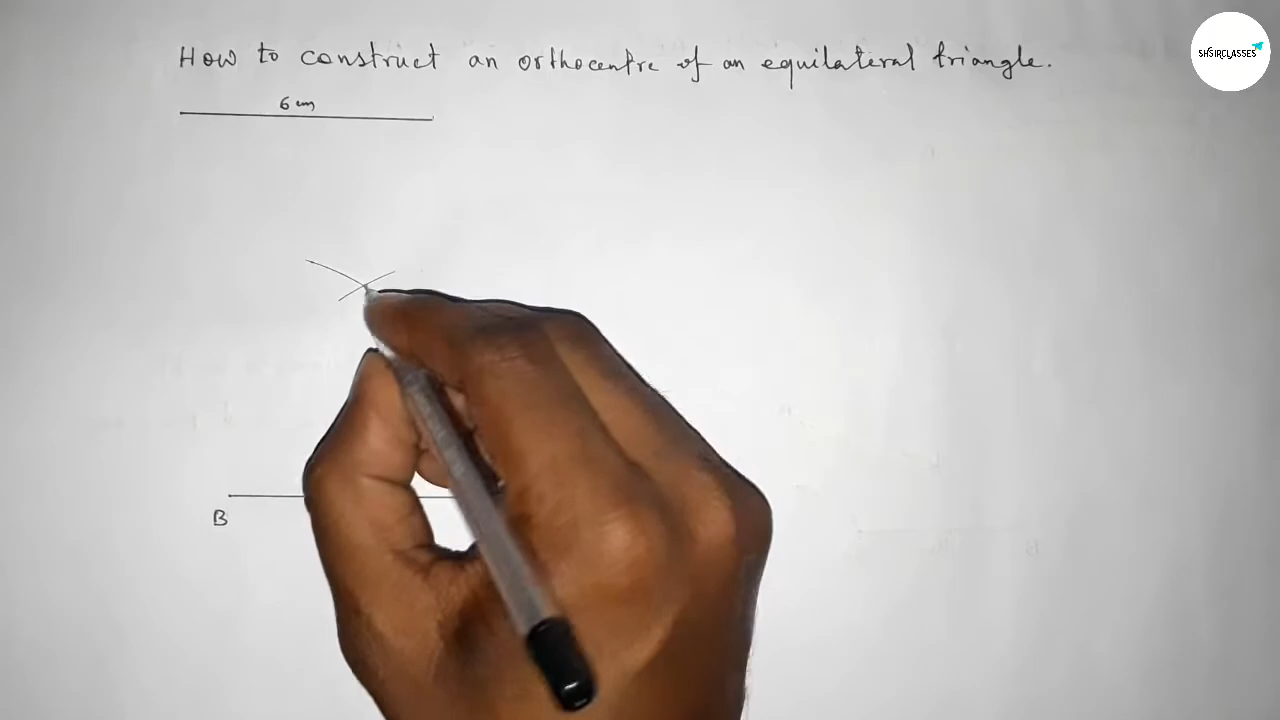 How to construct an orthocentre of an equilateral triangle.
6 cm
B
SHSIRCLASSES